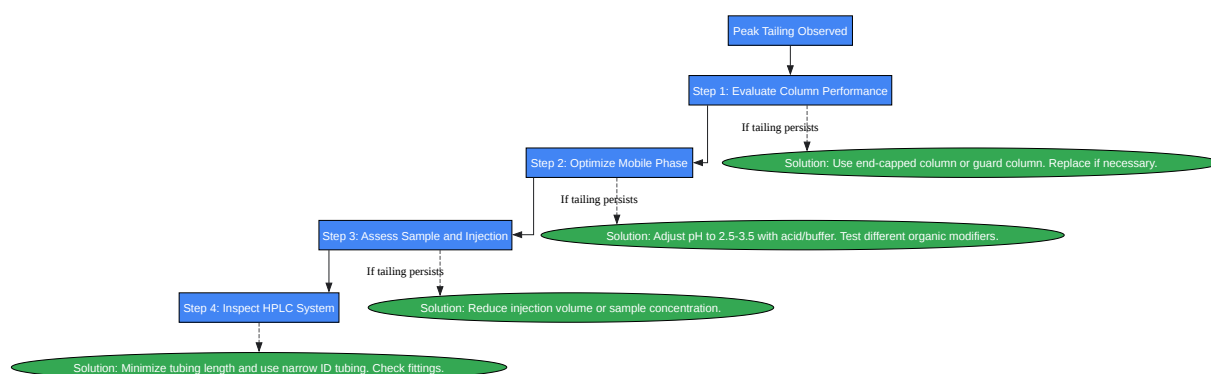 Peak Tailing Observed
Step 1: Evaluate Column Performance
If tailing persists
Step 2: Optimize Mobile Phase
Solution: Use end-capped column or guard column. Replace if necessary.
If tailing persists
Step 3: Assess Sample and Injection
Solution: Adjust pH to 2.5-3.5 with acid/buffer. Test different organic modifiers.
If tailing persists
Step 4: Inspect HPLC System
Solution: Reduce injection volume or sample concentration.
Solution: Minimize tubing length and use narrow ID tubing. Check fittings.